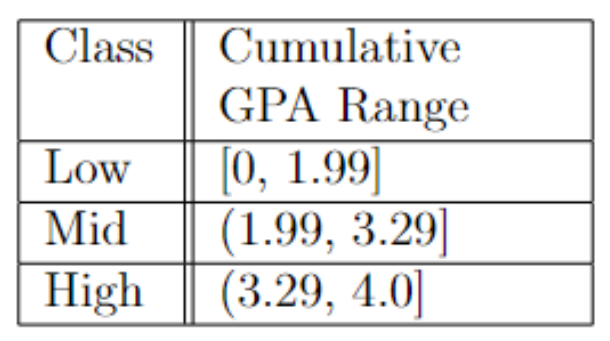 Class Cumulative
GPA Range
Low [0, 1.99]
Mid (1.99, 3.29]
High (3.29, 4.0]